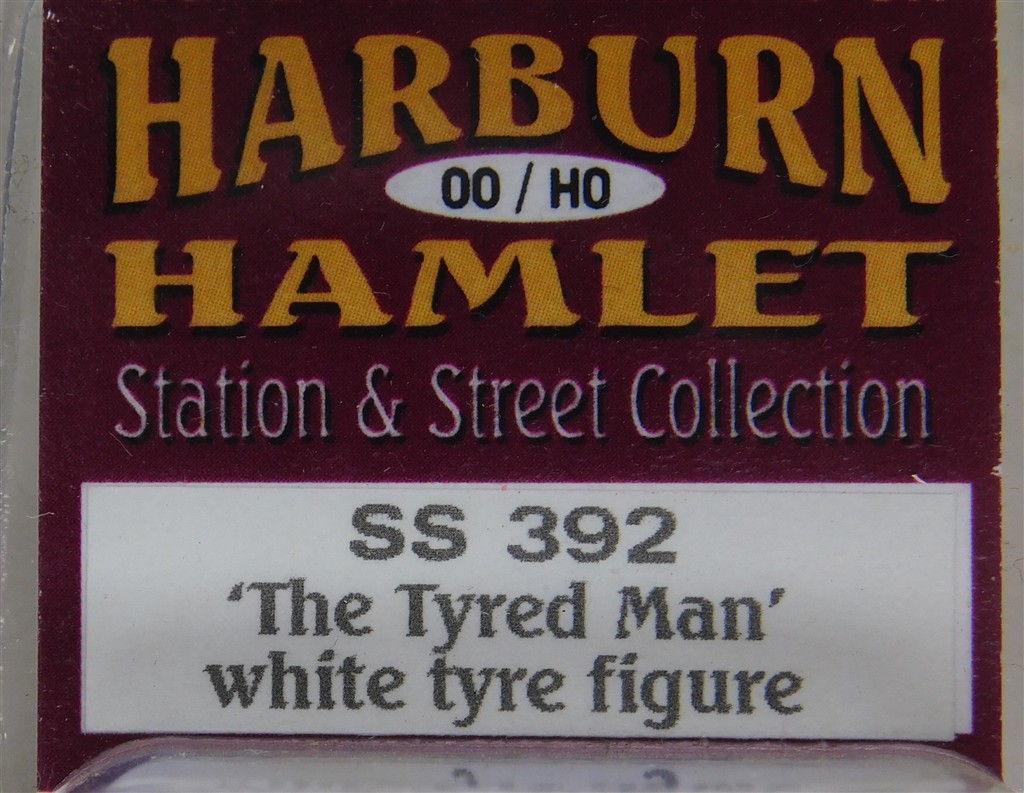 HARBURN
OO / HO
HAMLET
Station & Street Collection
SS 392
'The Tyred Man'
white tyre figure